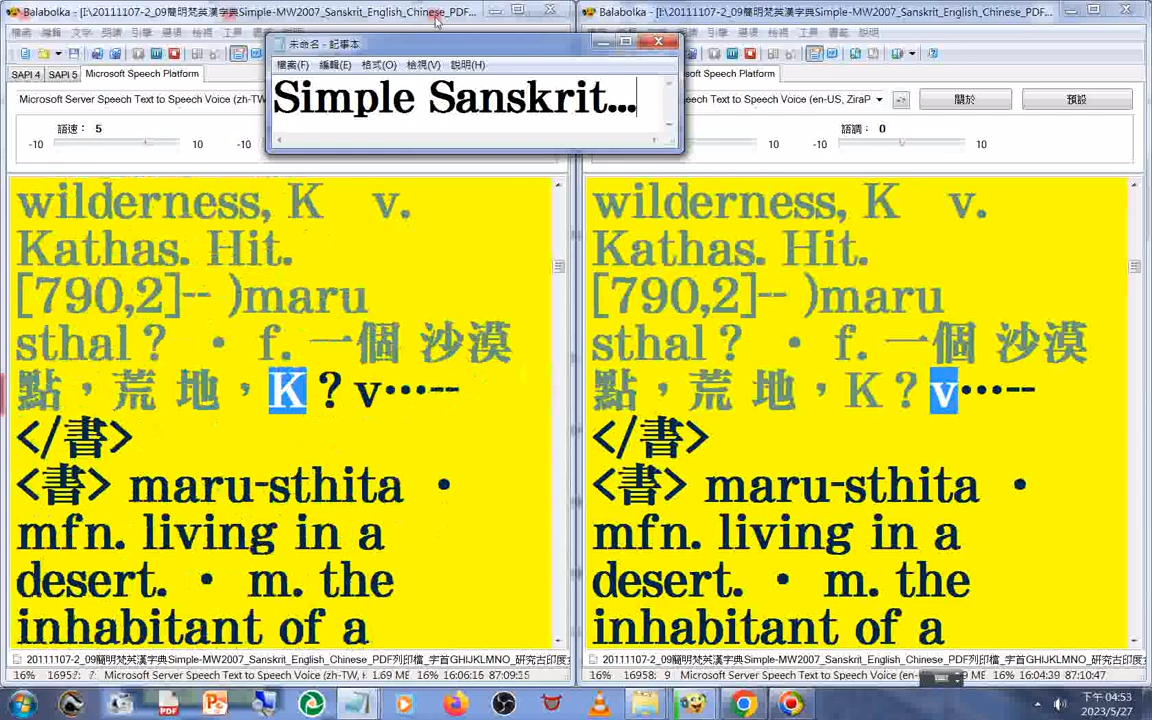 Balabolka - [I:\20111107-2_09簡明梵英漢字典Simple-MW2007_Sanskrit_English_Chinese_PDF...
SAPI 4 SAPI 5 Microsoft Speech Platform
Microsoft Server Speech Text to Speech Voice (zh-TW,
語速： 5
-10 10 -10
wilderness, K v.
Kathas. Hit.
[790,2]-- )maru
sthal？ • f. 一個 沙漠
點，荒 地，K？v…--
</書>
<書> maru-sthita •
mfn. living in a
desert. • m. the
inhabitant of a
20111107-2_09簡明梵英漢字典Simple-MW2007_Sanskrit_English_Chinese_PDF列印檔_字首GHIJKLMNO_研究古印度
16% Microsoft Server Speech Text to Speech Voice (zh-TW, 1.69 ME 16% 16:06:15 87:09:15
未命名 - 記事本
檔案(F) 編輯(E) 格式(O) 檢視(V) 說明(H)
Simple Sanskrit...
Balabolka - [I:\20111107-2_09簡明梵英漢字典Simple-MW2007_Sanskrit_English_Chinese_PDF...
Speech Platform
eech Text to Speech Voice (en-US, ZiraP 關於 預設
語調： 0
10 -10 10
wilderness, K v.
Kathas. Hit.
[790,2]-- )maru
sthal？ • f. 一個 沙漠
點，荒 地，K？v…--
</書>
<書> maru-sthita •
mfn. living in a
desert. • m. the
inhabitant of a
20111107-2_09簡明梵英漢字典Simple-MW2007_Sanskrit_English_Chinese_PDF列印檔_字首GHIJKLMNO_研究古印度
16% 16958: 9 Microsoft Server Speech Text to Speech Voice 16% 16:04:39 87:10:47
下午 04:53
2023/5/27